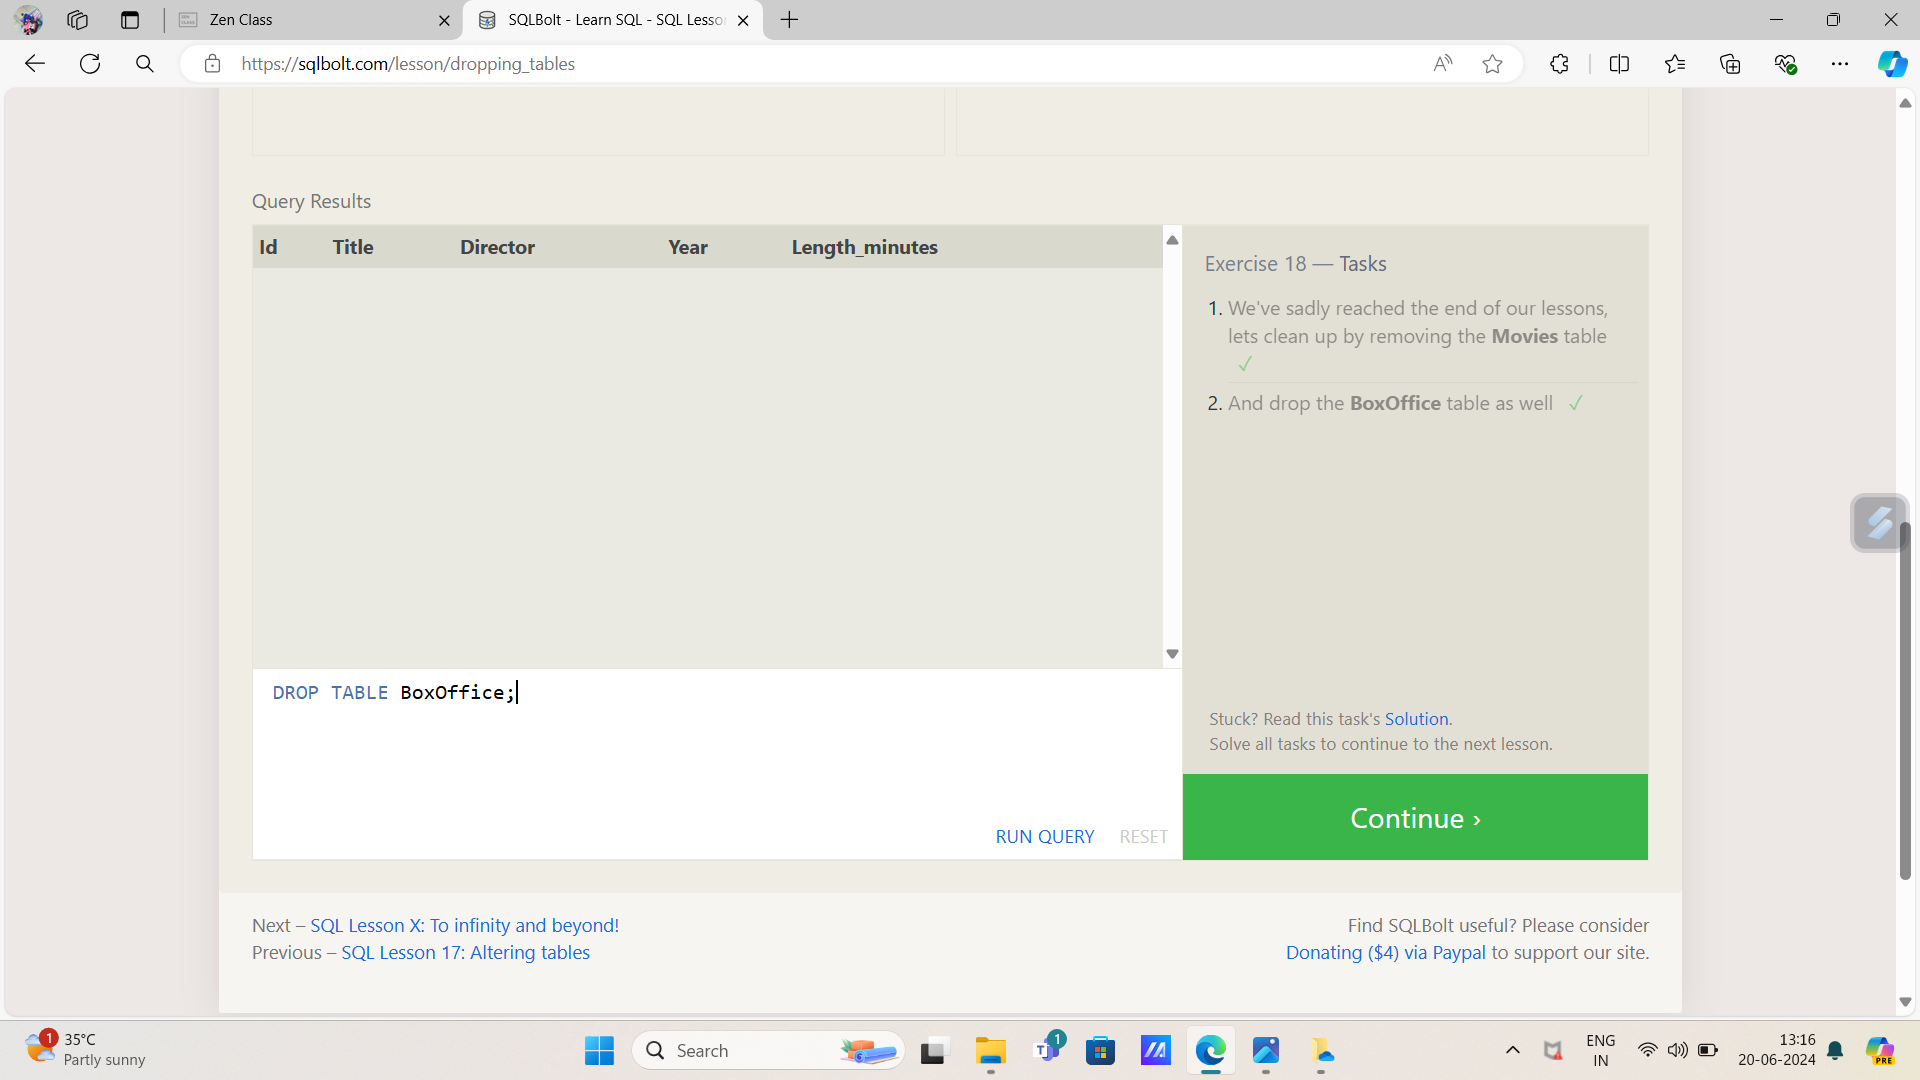 Zen Class
SQLBolt - Learn SQL - SQL Lesso
https://sqlbolt.com/lesson/dropping_tables
Query Results
Id Title Director Year Length_minutes
Exercise 18 — Tasks
1. We've sadly reached the end of our lessons,
lets clean up by removing the Movies table
✓
2. And drop the BoxOffice table as well ✓
DROP TABLE BoxOffice;
RUN QUERY RESET
Stuck? Read this task's Solution.
Solve all tasks to continue to the next lesson.
Continue ›
Next – SQL Lesson X: To infinity and beyond!
Previous – SQL Lesson 17: Altering tables
Find SQLBolt useful? Please consider
Donating ($4) via Paypal to support our site.
1
35°C
Partly sunny
Search
1
ENG
IN
13:16
20-06-2024
PRE